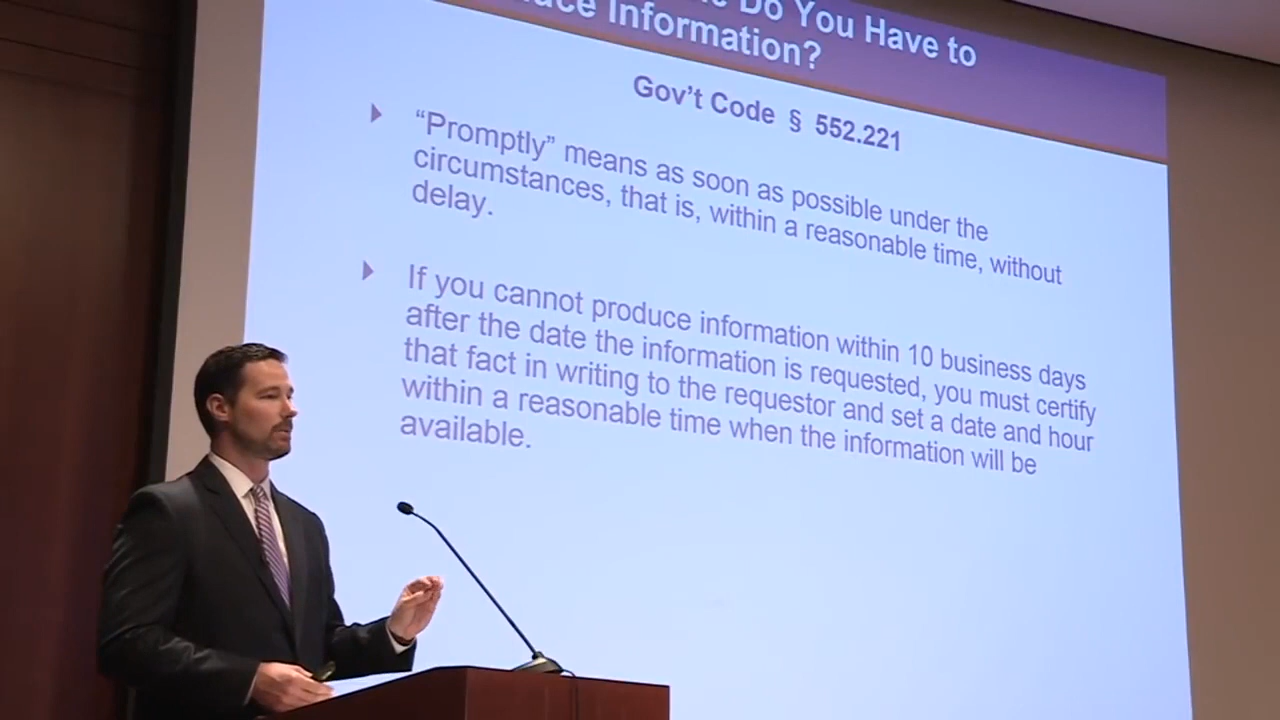 Do You Have to
Information?
Gov't Code § 552.221
“Promptly” means as soon as possible under the
circumstances, that is, within a reasonable time, without
delay.
If you cannot produce information within 10 business days
after the date the information is requested, you must certify
that fact in writing to the requestor and set a date and hour
within a reasonable time when the information will be
available.